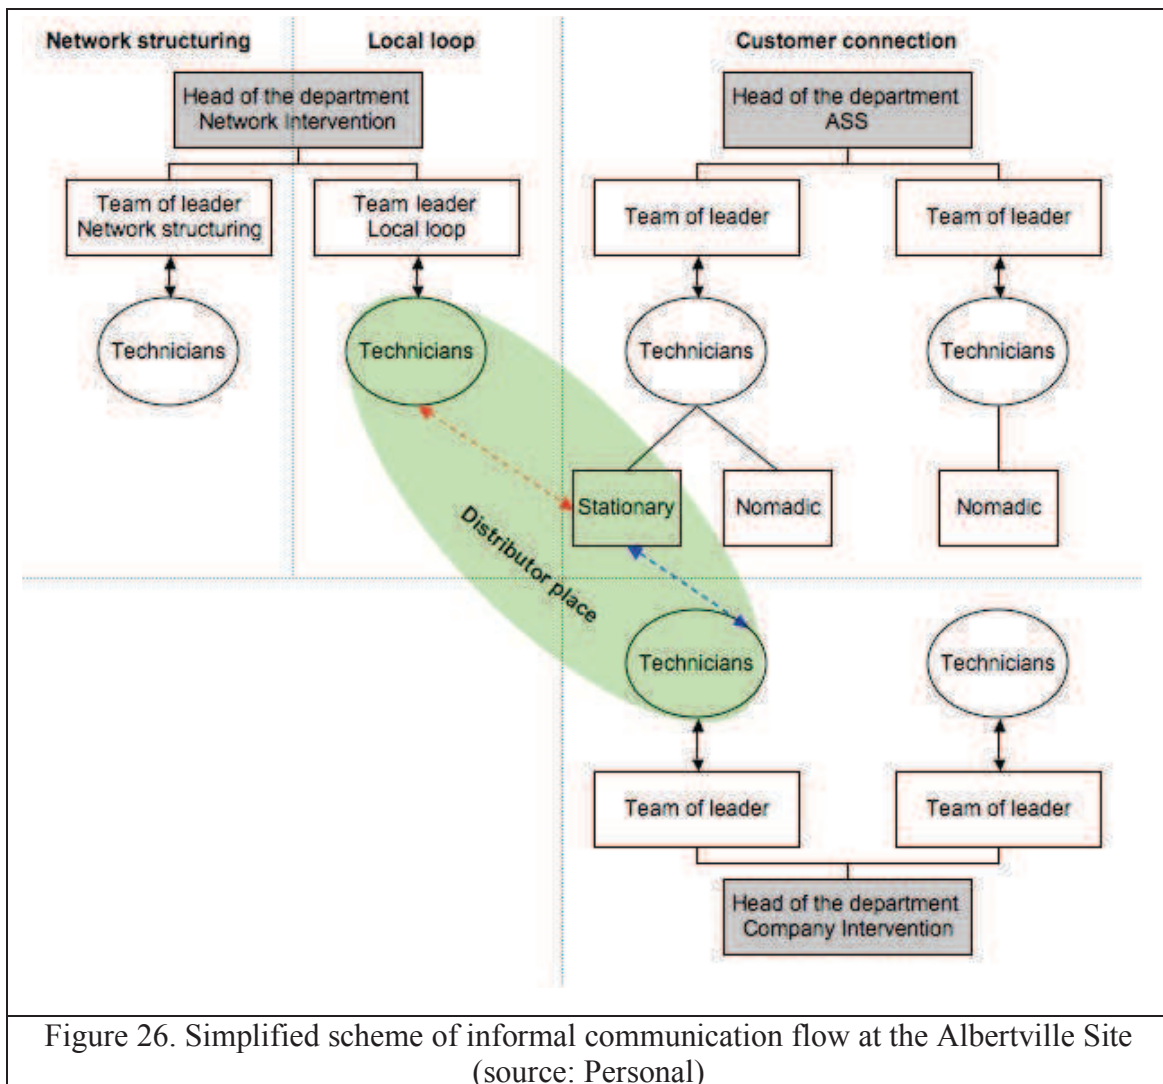 Network structuring
Local loop
Customer connection
Head of the department
Network Intervention
Head of the department
ASS
Team of leader
Network structuring
Team leader
Local loop
Team of leader
Team of leader
Technicians
Technicians
Technicians
Technicians
Stationary
Nomadic
Nomadic
Distributor place
Technicians
Technicians
Team of leader
Team of leader
Head of the department
Company Intervention
Figure 26. Simplified scheme of informal communication flow at the Albertville Site
(source: Personal)